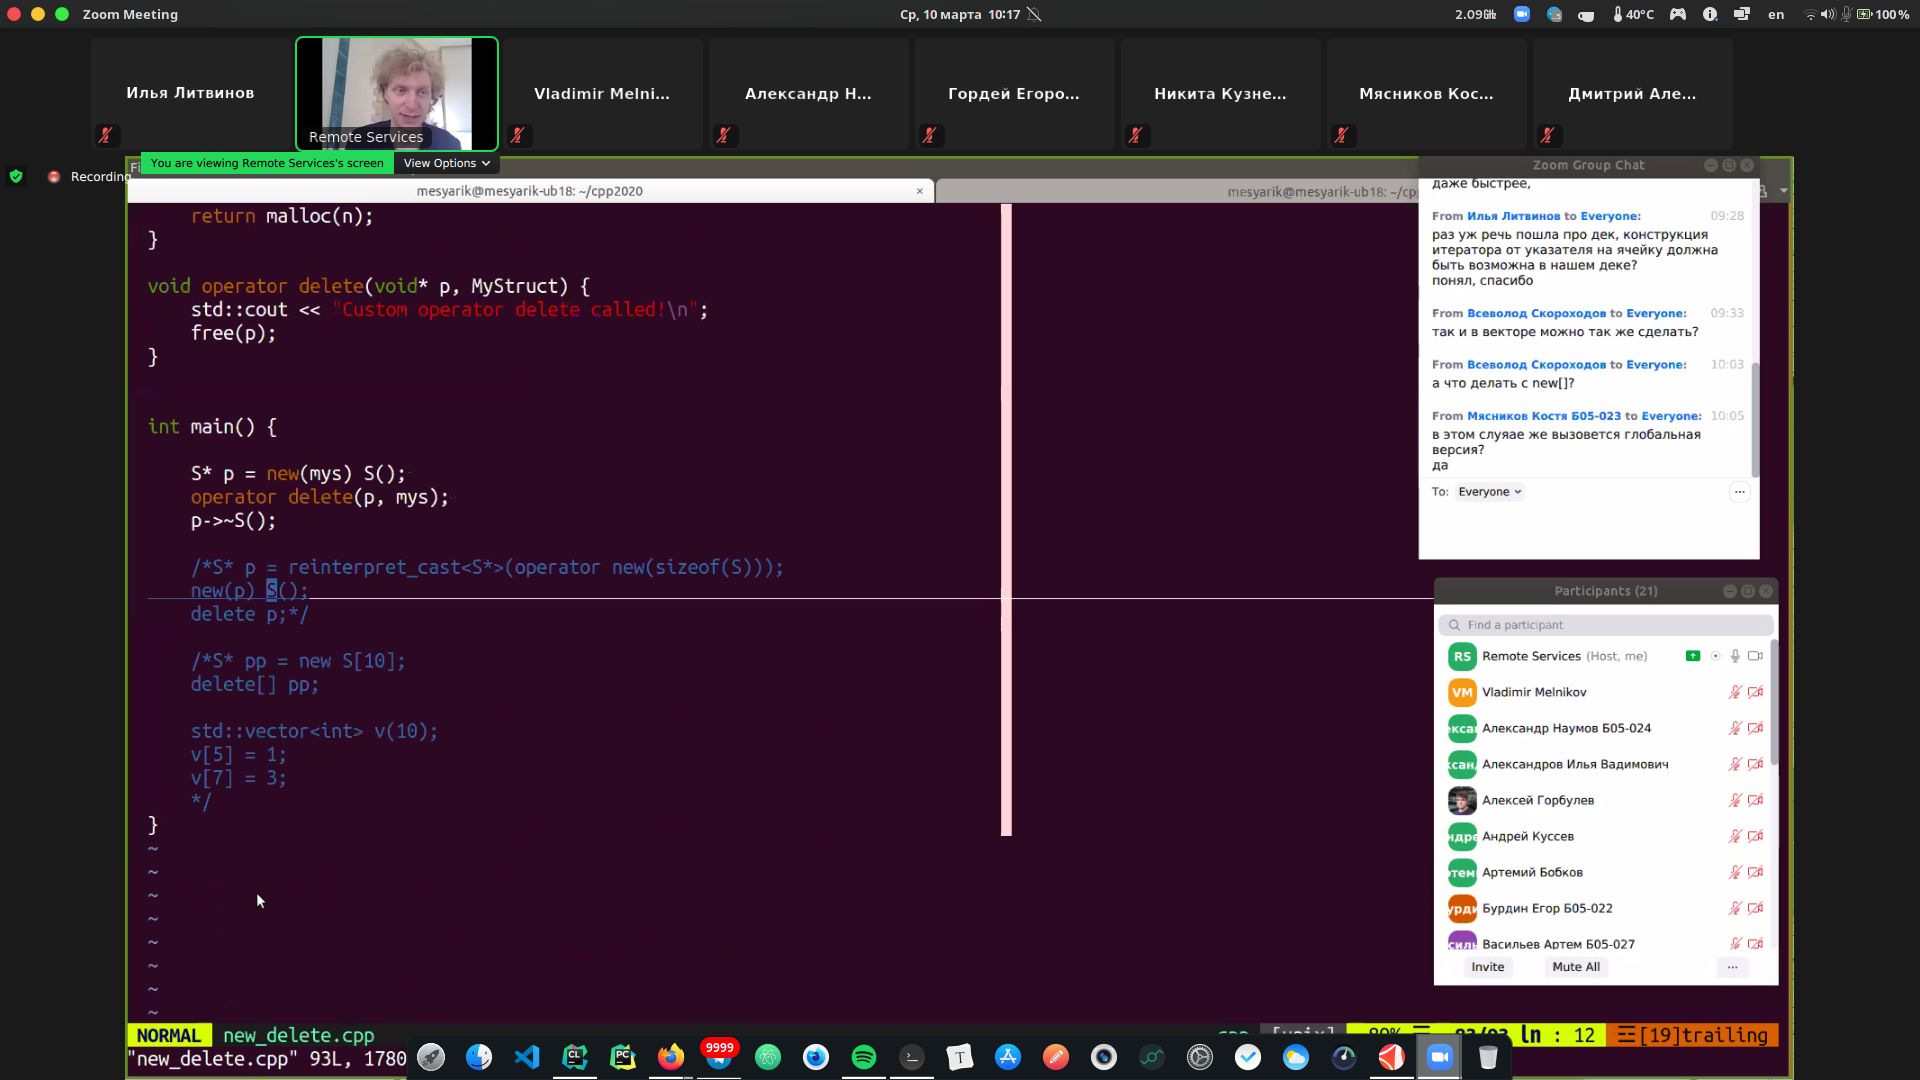 Zoom Meeting
Ср, 10 марта 10:17
2.09GHz
40°C
en
100%
Илья Литвинов
Remote Services
Vladimir Melni...
Александр Н...
Гордей Егоро...
Никита Кузне...
Мясников Кос...
Дмитрий Але...
Recording
You are viewing Remote Services's screen
View Options
mesyarik@mesyarik-ub18: ~/cpp2020
mesyarik@mesyarik-ub18: ~/cpp
return malloc(n);
}
void operator delete(void* p, MyStruct) {
std::cout << "Custom operator delete called!\n";
free(p);
}
int main() {
S* p = new(mys) S();
operator delete(p, mys);
p->~S();
/*S* p = reinterpret_cast<S*>(operator new(sizeof(S)));
new(p) S();
delete p;*/
/*S* pp = new S[10];
delete[] pp;
std::vector<int> v(10);
v[5] = 1;
v[7] = 3;
*/
}
~
~
~
~
~
~
~
~
NORMAL new_delete.cpp
ln : 12
[19]trailing
"new_delete.cpp" 93L, 1780
Zoom Group Chat
даже быстрее,
From Илья Литвинов to Everyone: 09:28
раз уж речь пошла про дек, конструкция
итератора от указателя на ячейку должна
быть возможна в нашем деке?
понял, спасибо
From Всеволод Скороходов to Everyone: 09:33
так и в векторе можно так же сделать?
From Всеволод Скороходов to Everyone: 10:03
а что делать с new[]?
From Мясников Костя Б05-023 to Everyone: 10:05
в этом слуяае же вызовется глобальная
версия?
да
To: Everyone
...
Participants (21)
Find a participant
RS Remote Services (Host, me)
VM Vladimir Melnikov
Александр Наумов Б05-024
Александров Илья Вадимович
Алексей Горбулев
Андрей Куссев
Артемий Бобков
Бурдин Егор Б05-022
Васильев Артем Б05-027
Invite
Mute All
...
CL
PC
9999
T